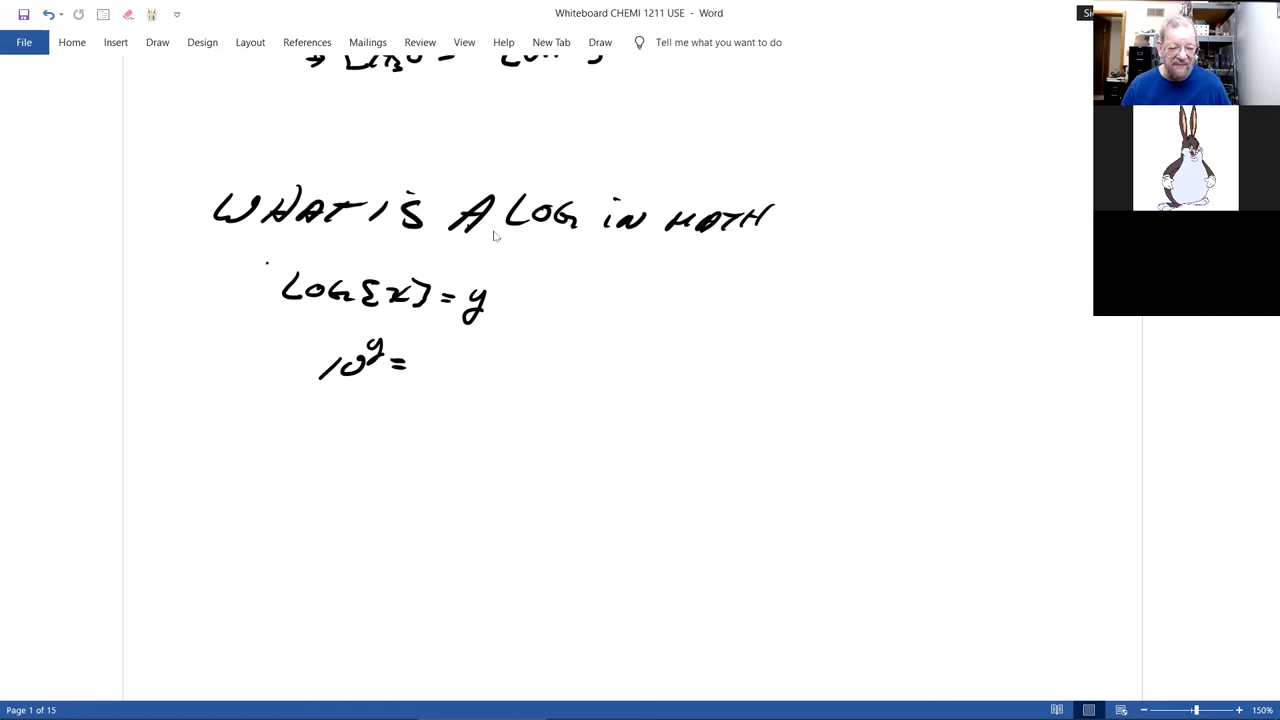 Whiteboard CHEMI 1211 USE - Word
File Home Insert Draw Design Layout References Mailings Review View Help New Tab Draw Tell me what you want to do
WHAT IS A LOG IN MATH
LOG{x} = y
10^y =
Page 1 of 15
150%